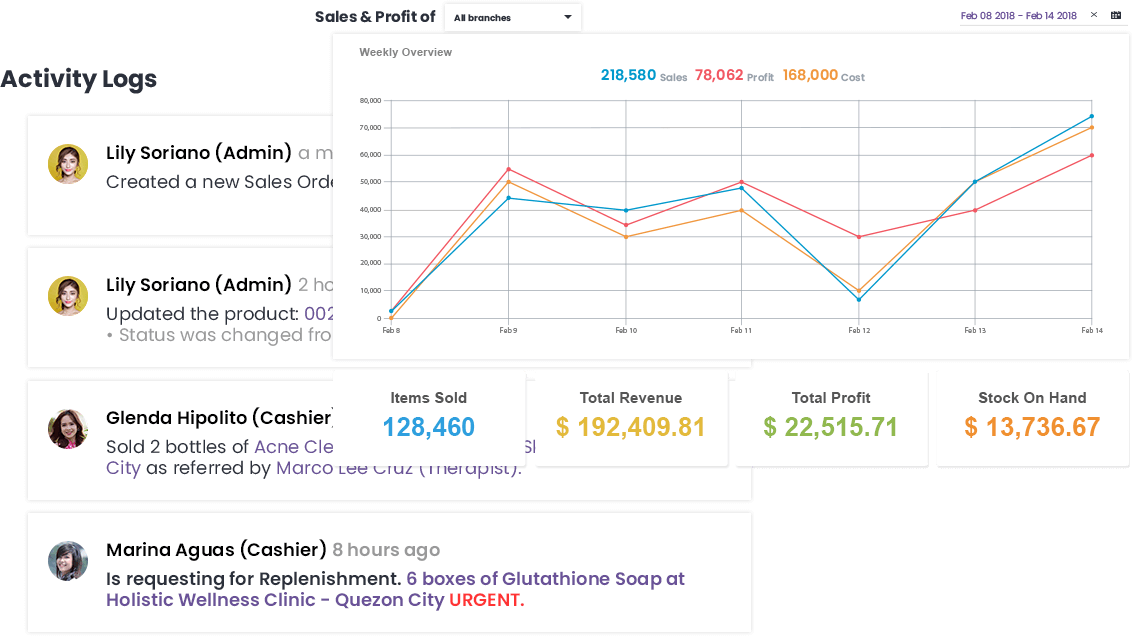 Sales & Profit of All branches Feb 08 2018 - Feb 14 2018 ×
Weekly Overview
218,580 Sales 78,062 Profit 168,000 Cost
80,000
70,000
60,000
50,000
40,000
30,000
20,000
10,000
0
Feb 8 Feb 9 Feb 10 Feb 11 Feb 12 Feb 13 Feb 14
Items Sold
128,460
Total Revenue
$ 192,409.81
Total Profit
$ 22,515.71
Stock On Hand
$ 13,736.67
Activity Logs
Lily Soriano (Admin) a m
Created a new Sales Orde
Lily Soriano (Admin) 2 ho
Updated the product: 002
• Status was changed fro
Glenda Hipolito (Cashier)
Sold 2 bottles of Acne Cle
City as referred by Marco Lee Cruz (Therapist).
Marina Aguas (Cashier) 8 hours ago
Is requesting for Replenishment. 6 boxes of Glutathione Soap at
Holistic Wellness Clinic - Quezon City URGENT.